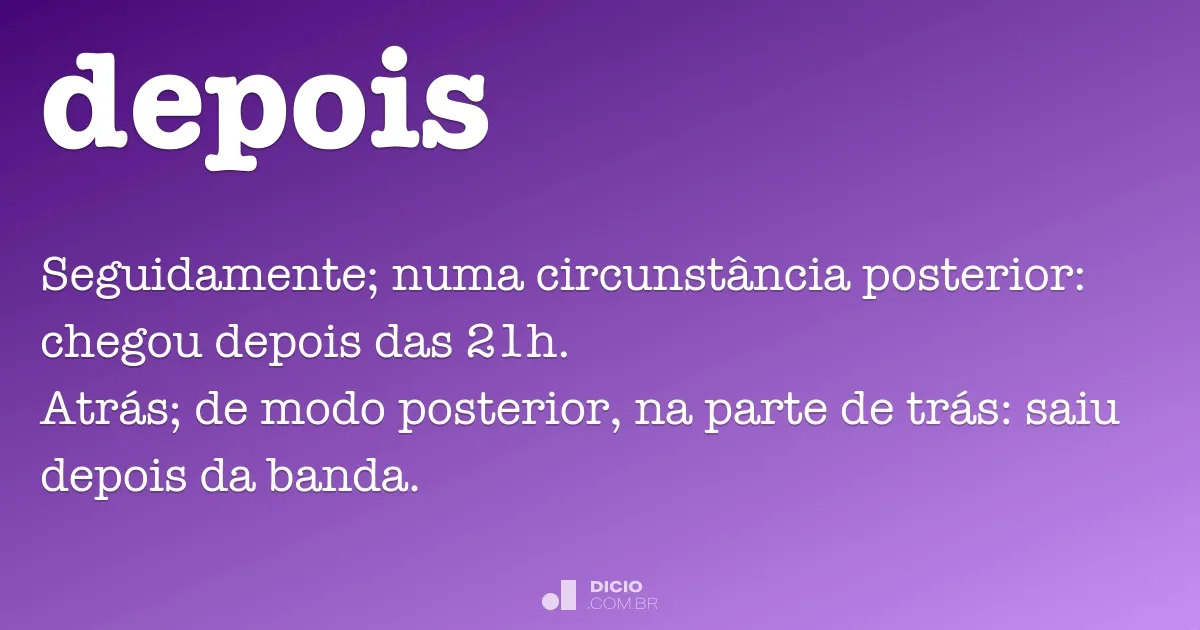 depois
Seguidamente; numa circunstância posterior:
chegou depois das 21h.
Atrás; de modo posterior, na parte de trás: saiu
depois da banda.
DICIO
.COM.BR